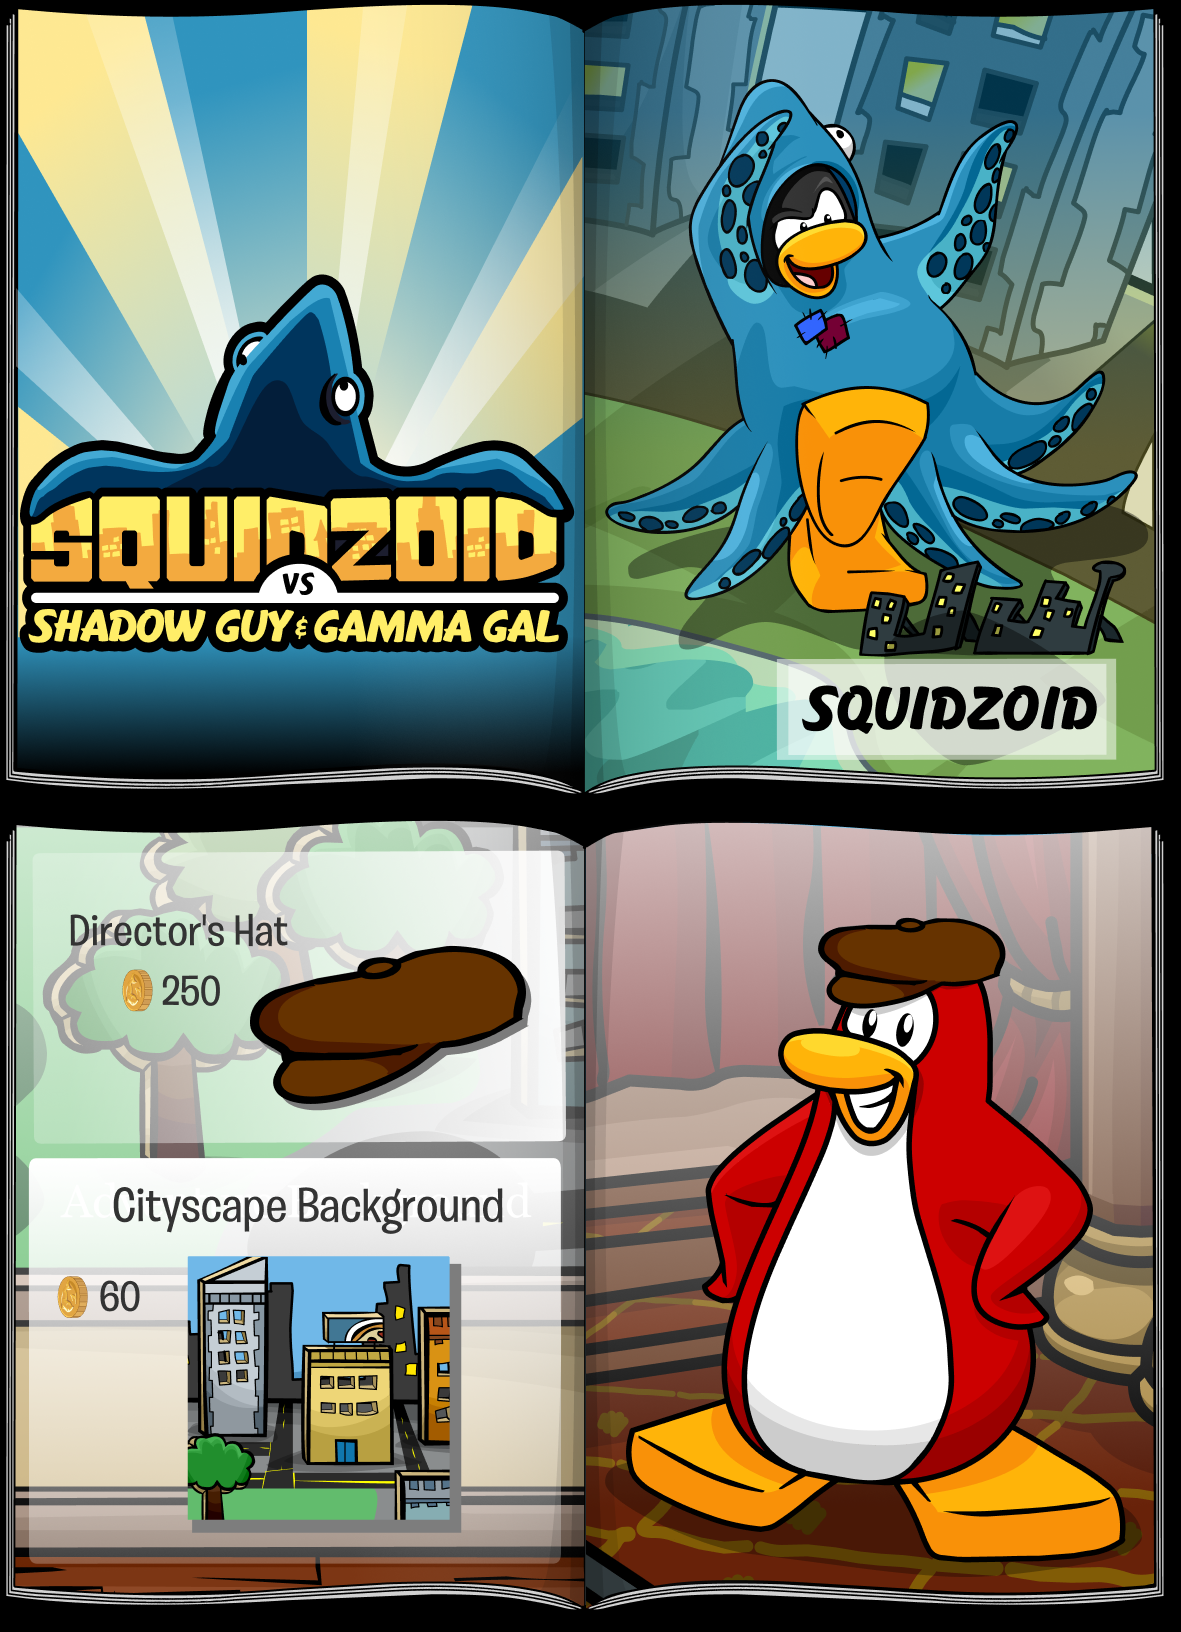 SQUIDZOID
VS
SHADOW GUY & GAMMA GAL
SQUIDZOID
Director's Hat
250
Cityscape Background
60